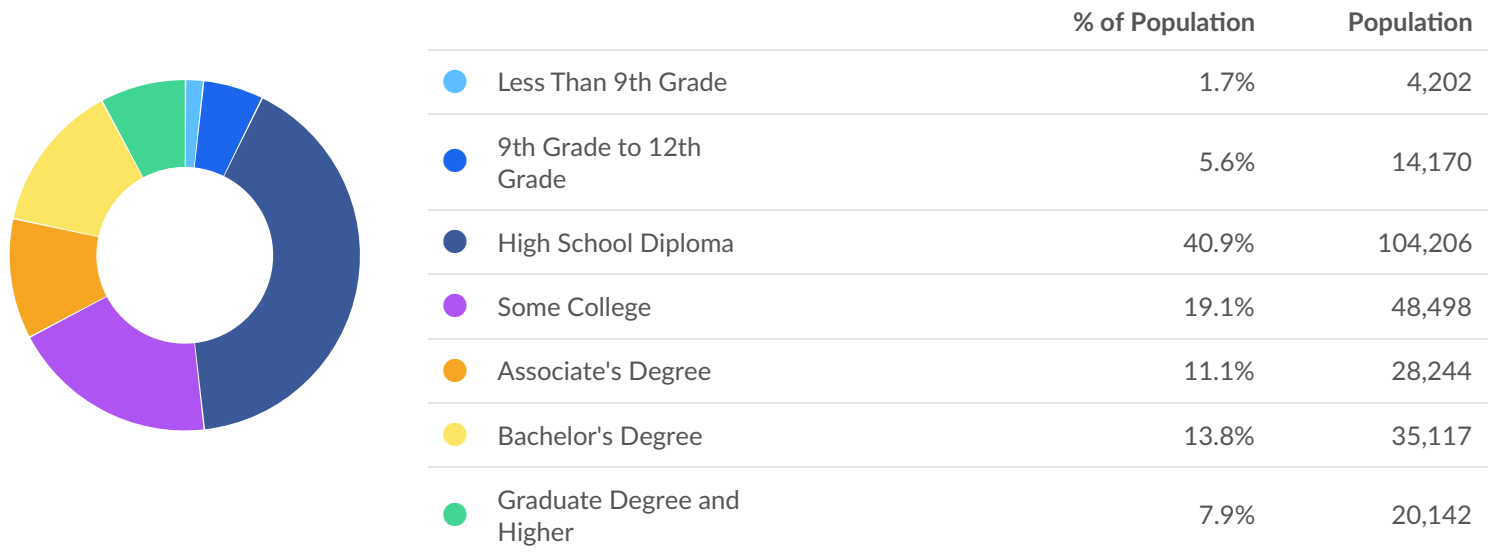 % of Population Population
Less Than 9th Grade 1.7% 4,202
9th Grade to 12th
Grade 5.6% 14,170
High School Diploma 40.9% 104,206
Some College 19.1% 48,498
Associate's Degree 11.1% 28,244
Bachelor's Degree 13.8% 35,117
Graduate Degree and
Higher 7.9% 20,142